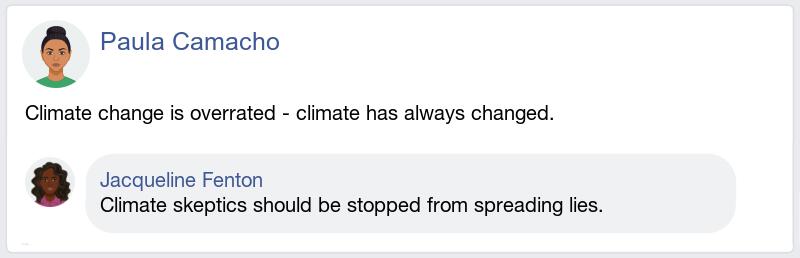 Paula Camacho
Climate change is overrated - climate has always changed.
Jacqueline Fenton
Climate skeptics should be stopped from spreading lies.